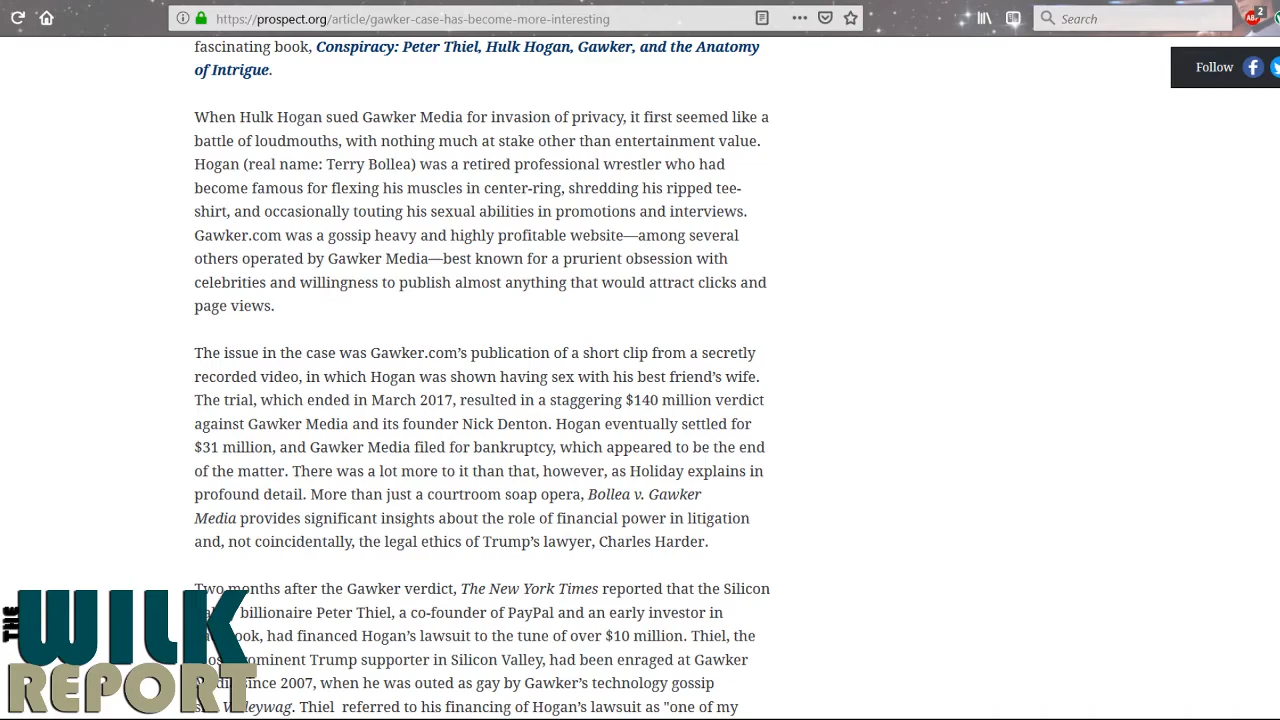 https://prospect.org/article/gawker-case-has-become-more-interesting
Search
2
fascinating book, Conspiracy: Peter Thiel, Hulk Hogan, Gawker, and the Anatomy
of Intrigue.
Follow
When Hulk Hogan sued Gawker Media for invasion of privacy, it first seemed like a
battle of loudmouths, with nothing much at stake other than entertainment value.
Hogan (real name: Terry Bollea) was a retired professional wrestler who had
become famous for flexing his muscles in center-ring, shredding his ripped tee-
shirt, and occasionally touting his sexual abilities in promotions and interviews.
Gawker.com was a gossip heavy and highly profitable website—among several
others operated by Gawker Media—best known for a prurient obsession with
celebrities and willingness to publish almost anything that would attract clicks and
page views.
The issue in the case was Gawker.com’s publication of a short clip from a secretly
recorded video, in which Hogan was shown having sex with his best friend’s wife.
The trial, which ended in March 2017, resulted in a staggering $140 million verdict
against Gawker Media and its founder Nick Denton. Hogan eventually settled for
$31 million, and Gawker Media filed for bankruptcy, which appeared to be the end
of the matter. There was a lot more to it than that, however, as Holiday explains in
profound detail. More than just a courtroom soap opera, Bollea v. Gawker
Media provides significant insights about the role of financial power in litigation
and, not coincidentally, the legal ethics of Trump’s lawyer, Charles Harder.
Two months after the Gawker verdict, The New York Times reported that the Silicon
billionaire Peter Thiel, a co-founder of PayPal and an early investor in
had financed Hogan’s lawsuit to the tune of over $10 million. Thiel, the
prominent Trump supporter in Silicon Valley, had been enraged at Gawker
since 2007, when he was outed as gay by Gawker’s technology gossip
Thiel referred to his financing of Hogan’s lawsuit as "one of my
THE WILK
REPORT